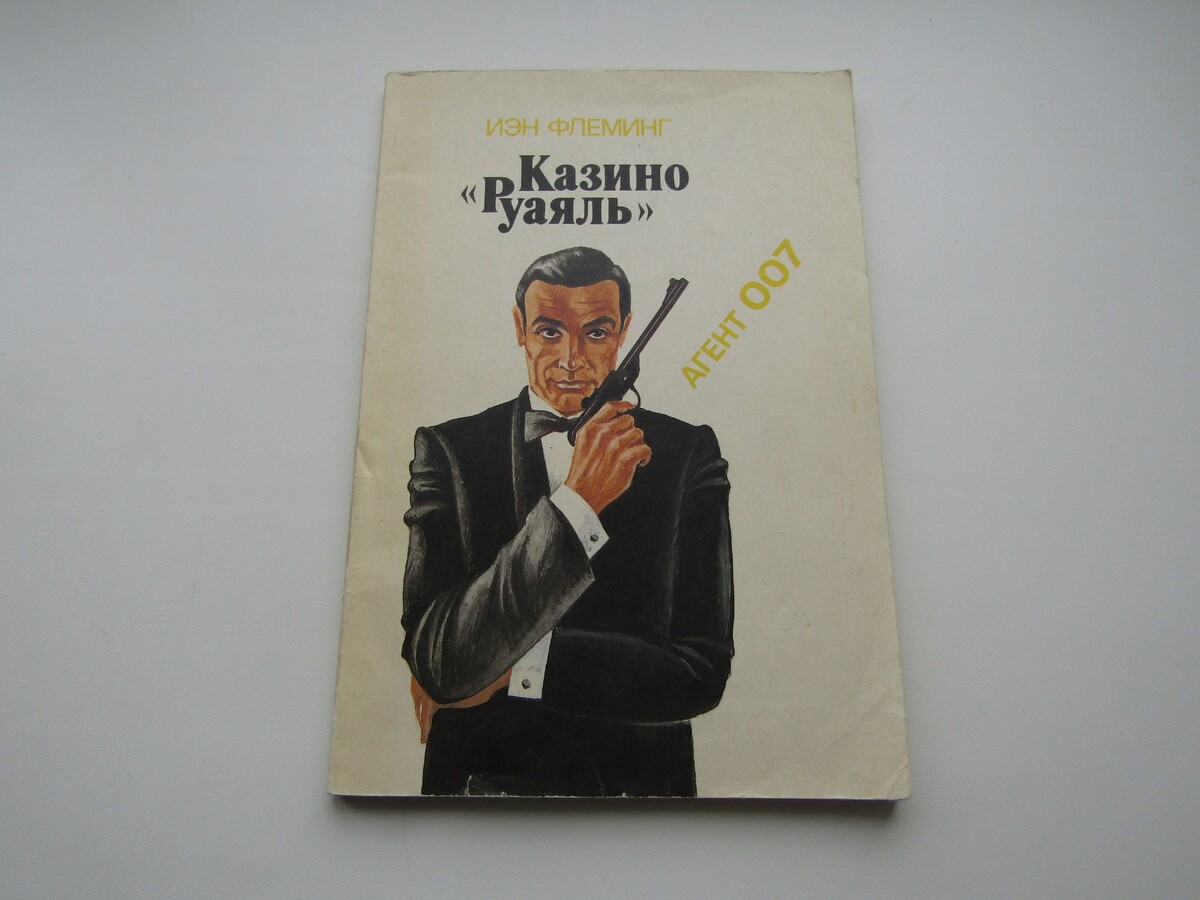 ИЭН ФЛЕМИНГ
Казино
«Руаяль»
АГЕНТ 007